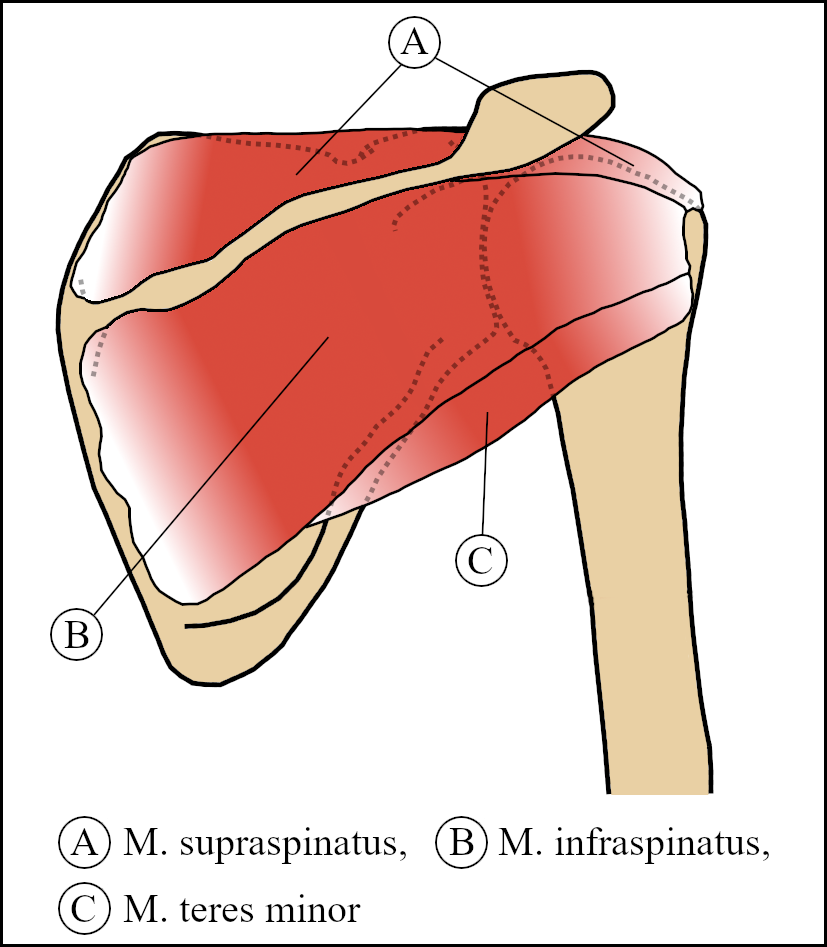 A
B
C
A M. supraspinatus, B M. infraspinatus,
C M. teres minor